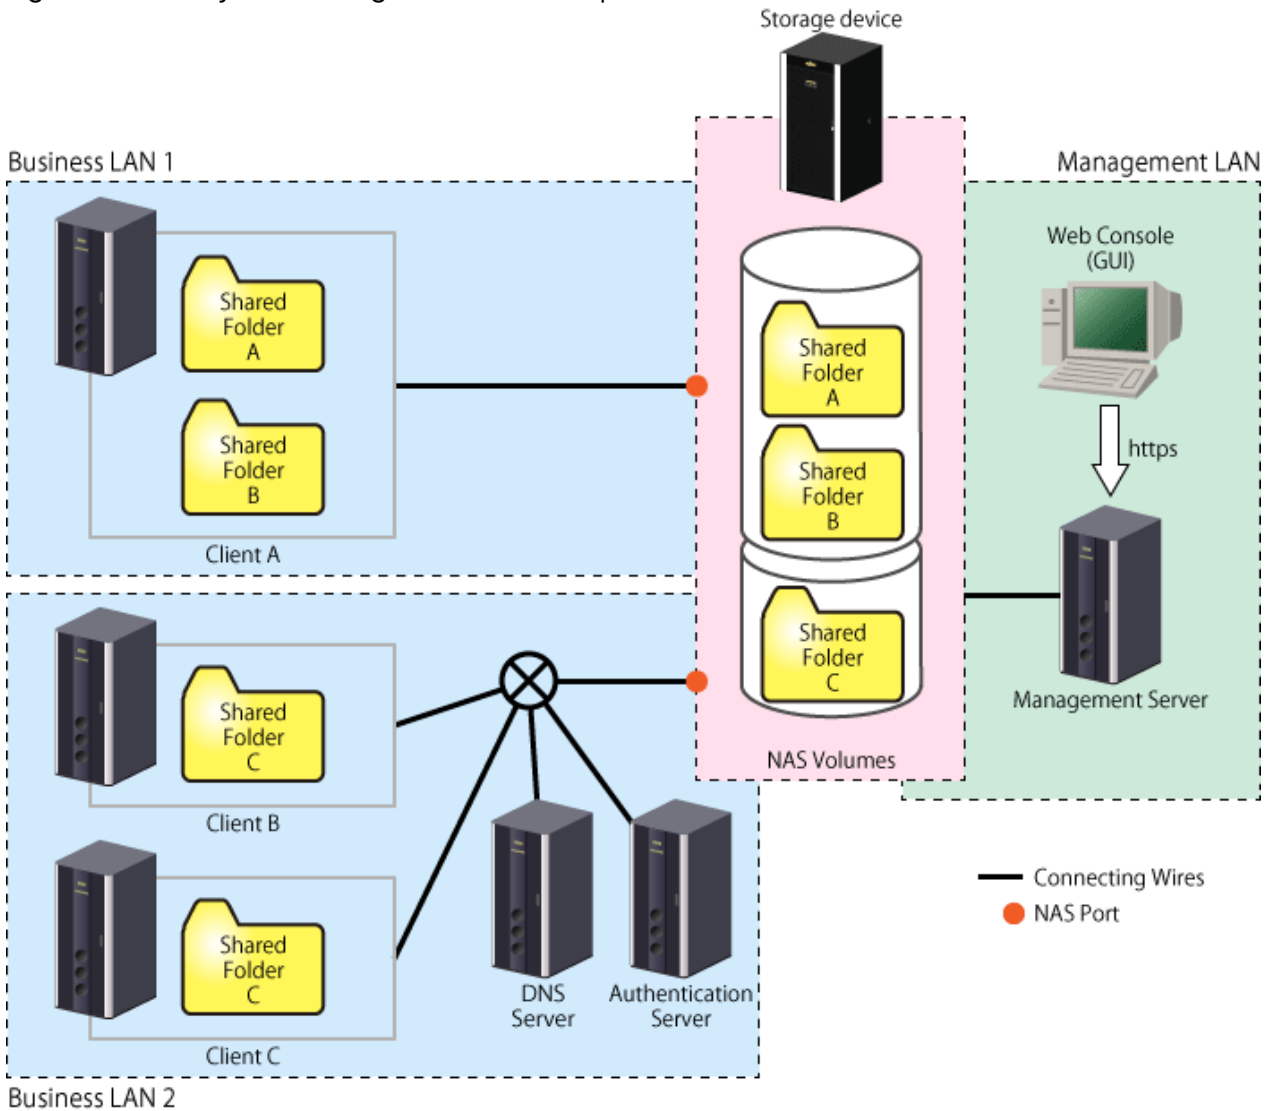 Storage device
Business LAN 1
Management LAN
Web Console
(GUI)
Shared
Folder
A
Shared
Folder
B
Client A
Shared
Folder
A
Shared
Folder
B
Shared
Folder
C
NAS Volumes
https
Management Server
Shared
Folder
C
Client B
Shared
Folder
C
Client C
DNS
Server
Authentication
Server
Connecting Wires
NAS Port
Business LAN 2